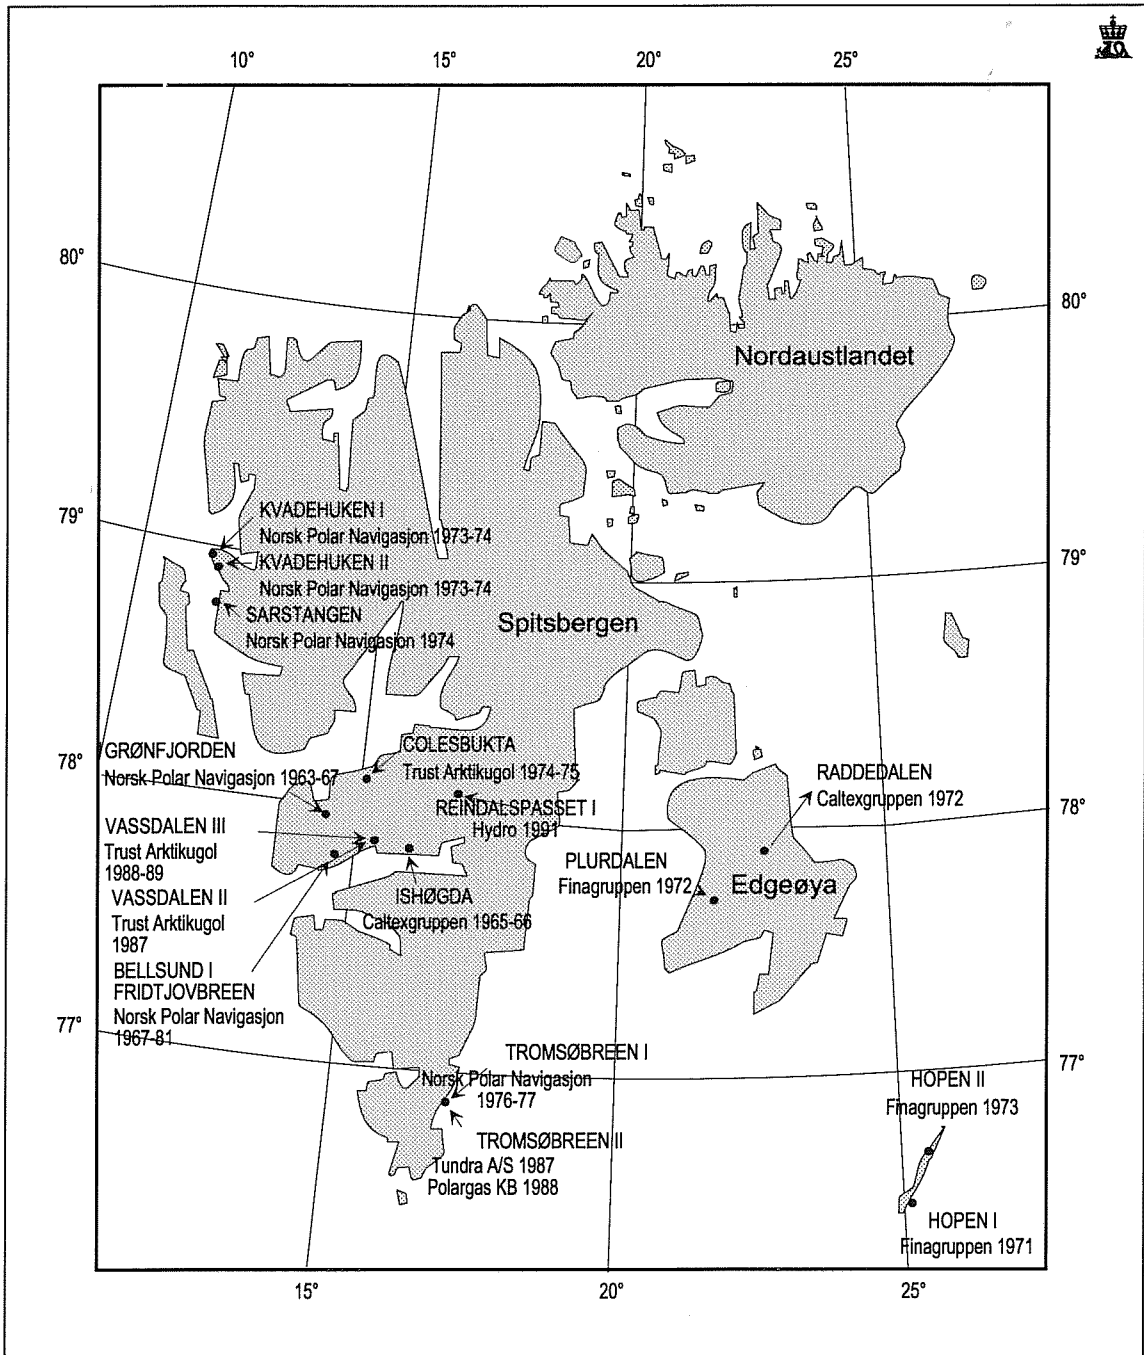 10°
15°
20°
25°
80°
80°
Nordaustlandet
79°
KVADEHUKEN I
Norsk Polar Navigasjon 1973-74
KVADEHUKEN II
Norsk Polar Navigasjon 1973-74
79°
SARSTANGEN
Norsk Polar Navigasjon 1974
Spitsbergen
78°
GRØNFJORDEN
Norsk Polar Navigasjon 1963-67
COLESBUKTA
Trust Arktikugol 1974-75
REINDALSPASSET I
Hydro 1991
RADDEDALEN
Caltexgruppen 1972
78°
VASSDALEN III
Trust Arktikugol
1988-89
PLURDALEN
Finagruppen 1972
Edgeøya
VASSDALEN II
Trust Arktikugol
1987
ISHØGDA
Caltexgruppen 1965-66
BELLSUND I
FRIDTJOVBREEN
Norsk Polar Navigasjon
1967-81
77°
77°
TROMSØBREEN I
Norsk Polar Navigasjon
1976-77
TROMSØBREEN II
Tundra A/S 1987
Polargas KB 1988
HOPEN II
Finagruppen 1973
HOPEN I
Finagruppen 1971
15°
20°
25°